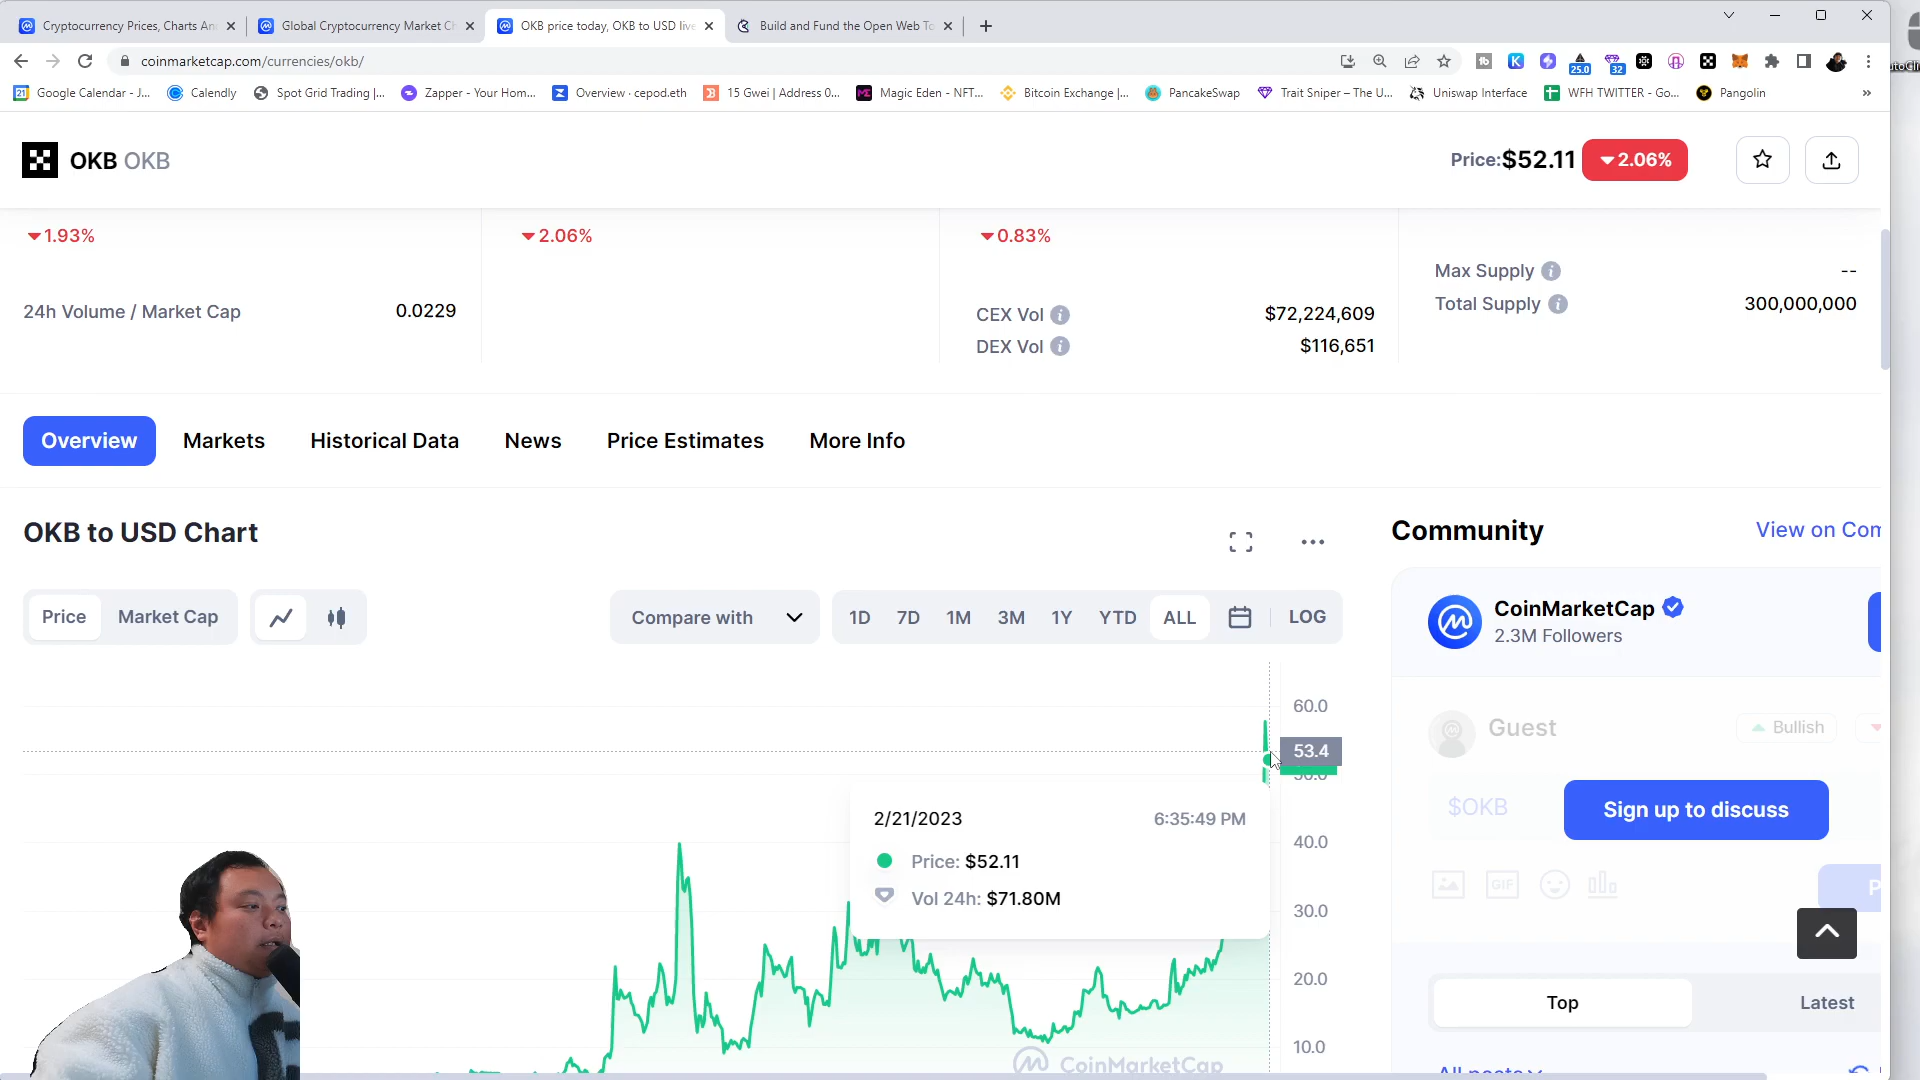 Cryptocurrency Prices, Charts An
Global Cryptocurrency Market Ch
OKB price today, OKB to USD live
Build and Fund the Open Web To
coinmarketcap.com/currencies/okb/
25.0
32
Google Calendar - J...
Calendly
Spot Grid Trading |...
Zapper - Your Hom...
Overview · cepod.eth
15 Gwei | Address 0...
Magic Eden - NFT...
Bitcoin Exchange |...
PancakeSwap
Trait Sniper – The U...
Uniswap Interface
WFH TWITTER - Go...
Pangolin
»
OKB OKB
Price:$52.11
2.06%
1.93%
2.06%
0.83%
24h Volume / Market Cap
0.0229
CEX Vol
$72,224,609
DEX Vol
$116,651
Max Supply
--
Total Supply
300,000,000
Overview
Markets
Historical Data
News
Price Estimates
More Info
OKB to USD Chart
Price
Market Cap
Compare with
1D
7D
1M
3M
1Y
YTD
ALL
LOG
60.0
53.4
40.0
30.0
20.0
10.0
2/21/2023
6:35:49 PM
Price: $52.11
Vol 24h: $71.80M
CoinMarketCap
Community
View on Com
CoinMarketCap
2.3M Followers
Guest
Bullish
$OKB
Sign up to discuss
GIF
P
Top
Latest